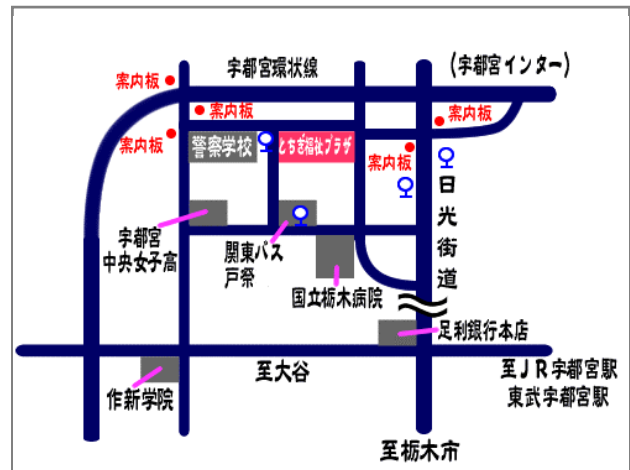 宇都宮環状線
(宇都宮インター)
案内板
案内板
案内板
案内板
案内板
警察学校
とちぎ福祉プラザ
日光街道
宇都宮
中央女子高
関東バス
戸祭
国立栃木病院
足利銀行本店
至大谷
至JR宇都宮駅
東武宇都宮駅
作新学院
至栃木市